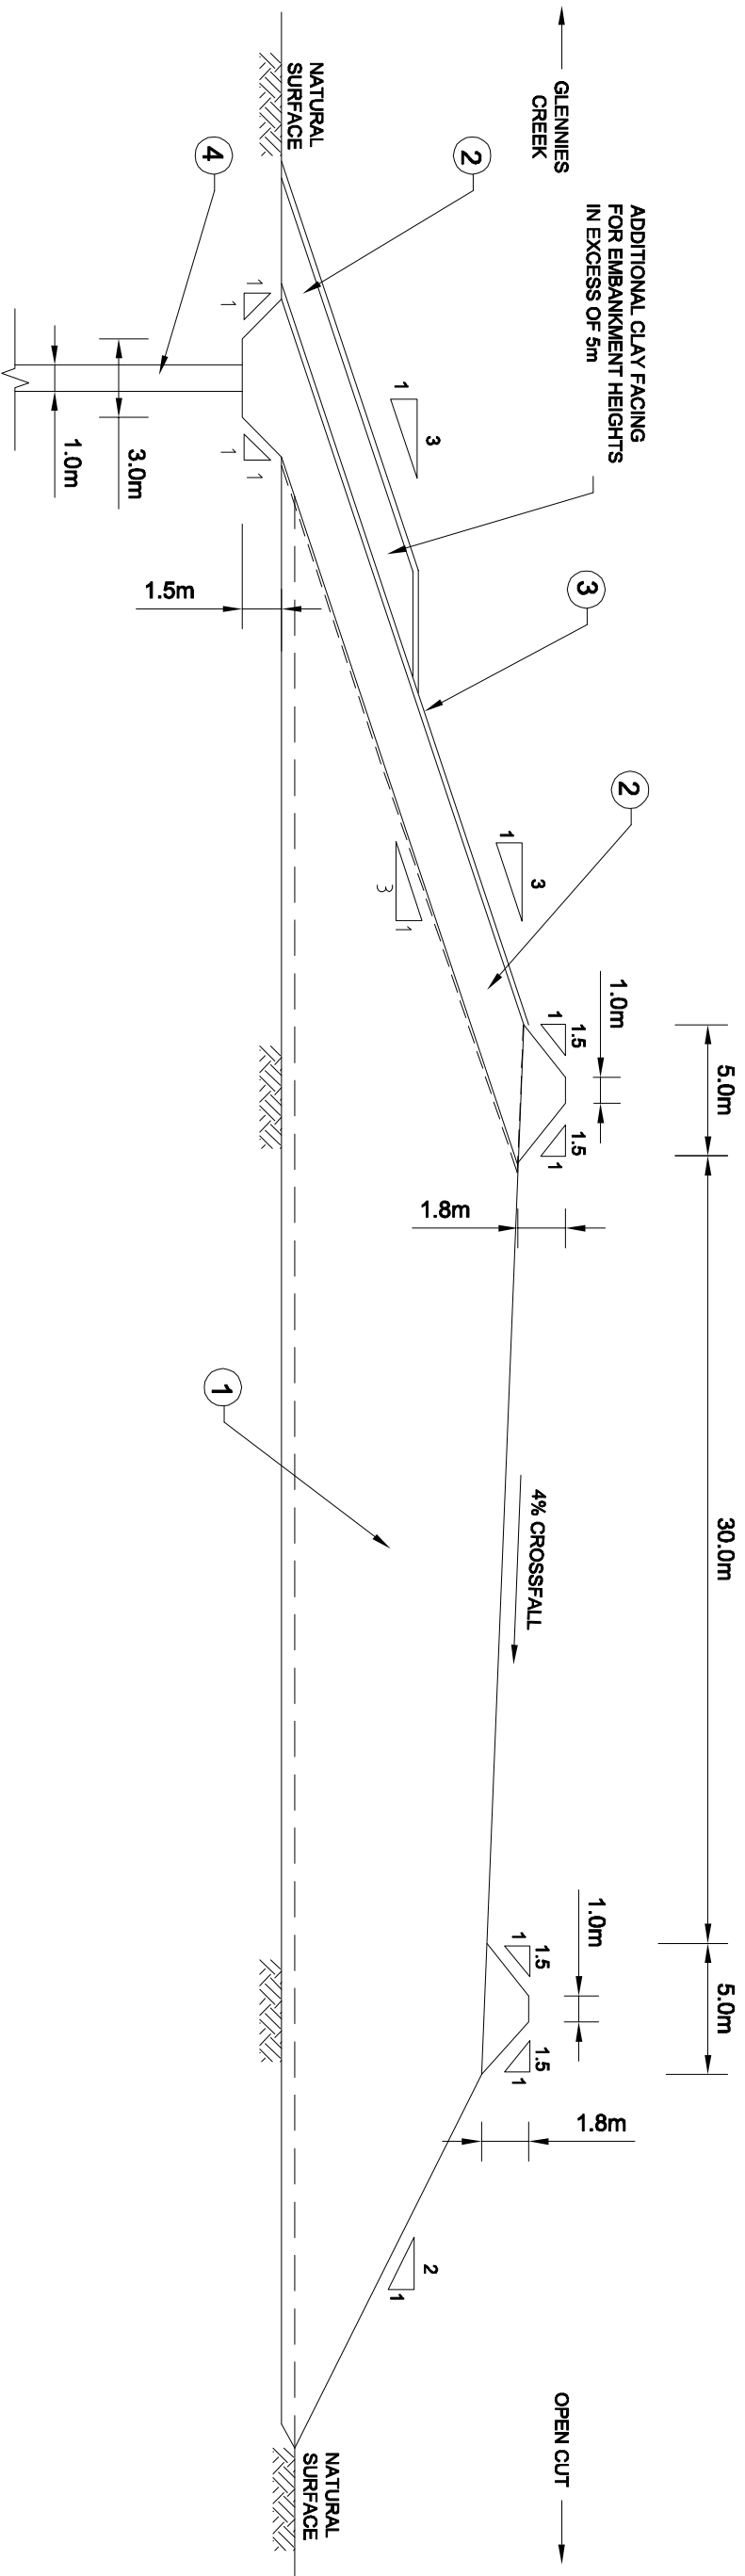 GLENNIES
CREEK
ADDITIONAL CLAY FACING
FOR EMBANKMENT HEIGHTS
IN EXCESS OF 5m
OPEN CUT
5.0m
30.0m
5.0m
1.0m
1.0m
1.5
1
1.5
1
1.5
1
1.5
1
1.8m
1.8m
2
3
2
4
1
1
3
1
3
3
1
4% CROSSFALL
2
1
NATURAL
SURFACE
NATURAL
SURFACE
1
1
1
1
1.5m
3.0m
1.0m